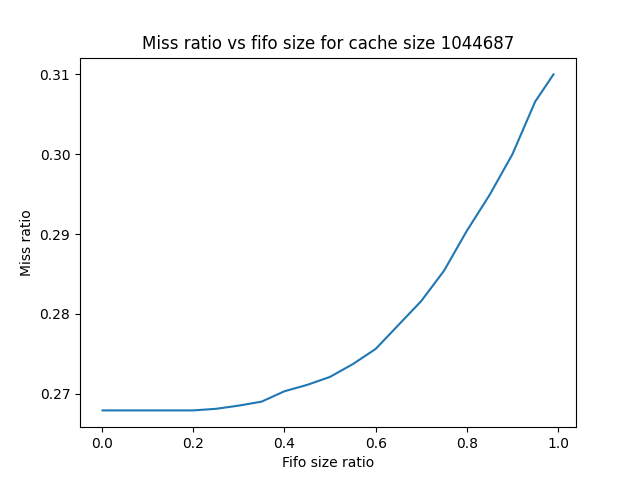 Miss ratio vs fifo size for cache size 1044687
0.31
0.30
0.29
0.28
0.27
Miss ratio
0.0 0.2 0.4 0.6 0.8 1.0
Fifo size ratio